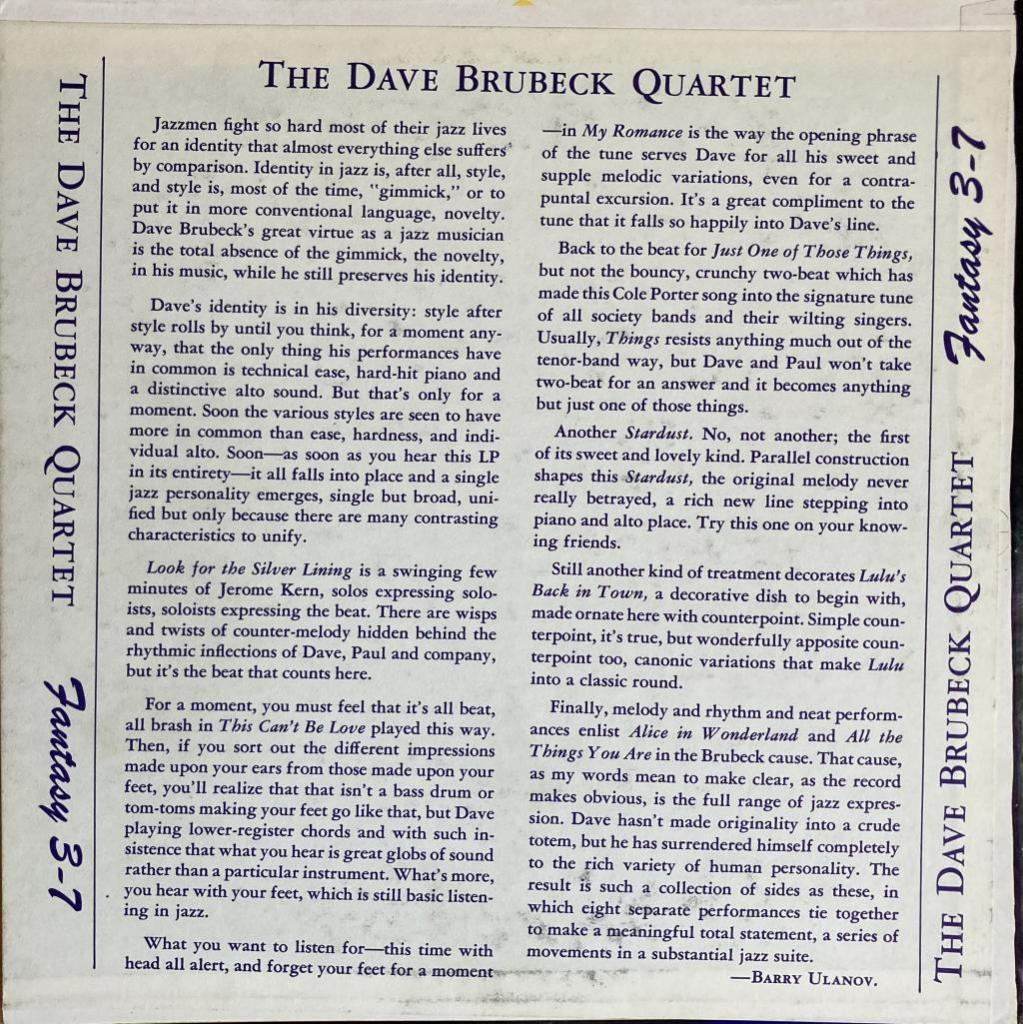 THE DAVE BRUBECK QUARTET
Jazzmen fight so hard most of their jazz lives
for an identity that almost everything else suffers
by comparison. Identity in jazz is, after all, style,
and style is, most of the time, "gimmick," or to
put it in more conventional language, novelty.
Dave Brubeck's great virtue as a jazz musician
is the total absence of the gimmick, the novelty,
in his music, while he still preserves his identity.
Dave's identity is in his diversity: style after
style rolls by until you think, for a moment any-
way, that the only thing his performances have
in common is technical ease, hard-hit piano and
a distinctive alto sound. But that's only for a
moment. Soon the various styles are seen to have
more in common than ease, hardness, and indi-
vidual alto. Soon—as soon as you hear this LP
in its entirety—it all falls into place and a single
jazz personality emerges, single but broad, uni-
fied but only because there are many contrasting
characteristics to unify.
Look for the Silver Lining is a swinging few
minutes of Jerome Kern, solos expressing solo-
ists, soloists expressing the beat. There are wisps
and twists of counter-melody hidden behind the
rhythmic inflections of Dave, Paul and company,
but it's the beat that counts here.
For a moment, you must feel that it's all beat,
all brash in This Can't Be Love played this way.
Then, if you sort out the different impressions
made upon your ears from those made upon your
feet, you'll realize that that isn't a bass drum or
tom-toms making your feet go like that, but Dave
playing lower-register chords and with such in-
sistence that what you hear is great globs of sound
rather than a particular instrument. What's more,
you hear with your feet, which is still basic listen-
ing in jazz.
What you want to listen for—this time with
head all alert, and forget your feet for a moment
—in My Romance is the way the opening phrase
of the tune serves Dave for all his sweet and
supple melodic variations, even for a contra-
puntal excursion. It's a great compliment to the
tune that it falls so happily into Dave's line.
Back to the beat for Just One of Those Things,
but not the bouncy, crunchy two-beat which has
made this Cole Porter song into the signature tune
of all society bands and their wilting singers.
Usually, Things resists anything much out of the
tenor-band way, but Dave and Paul won't take
two-beat for an answer and it becomes anything
but just one of those things.
Another Stardust. No, not another; the first
of its sweet and lovely kind. Parallel construction
shapes this Stardust, the original melody never
really betrayed, a rich new line stepping into
piano and alto place. Try this one on your know-
ing friends.
Still another kind of treatment decorates Lulu's
Back in Town, a decorative dish to begin with,
made ornate here with counterpoint. Simple coun-
terpoint, it's true, but wonderfully apposite coun-
terpoint too, canonic variations that make Lulu
into a classic round.
Finally, melody and rhythm and neat perform-
ances enlist Alice in Wonderland and All the
Things You Are in the Brubeck cause. That cause,
as my words mean to make clear, as the record
makes obvious, is the full range of jazz expres-
sion. Dave hasn't made originality into a crude
totem, but he has surrendered himself completely
to the rich variety of human personality. The
result is such a collection of sides as these, in
which eight separate performances tie together
to make a meaningful total statement, a series of
movements in a substantial jazz suite.
—BARRY ULANOV.
THE DAVE BRUBECK QUARTET Fantasy 3-7
THE DAVE BRUBECK QUARTET Fantasy 3-7